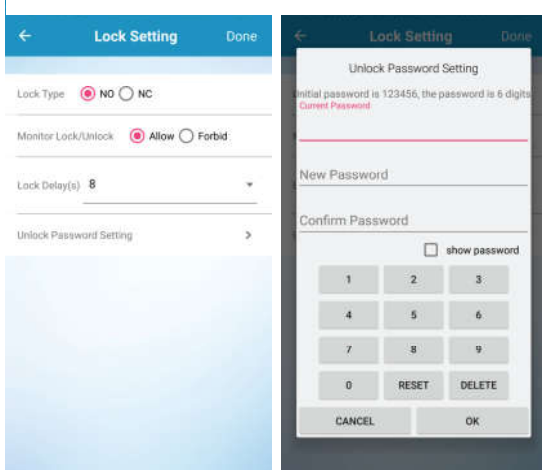 Lock Setting Done
Lock Type NO NC
Monitor Lock/Unlock Allow Forbid
Lock Delay(s) 8
Unlock Password Setting
Lock Setting Done
Unlock Password Setting
Initial password is 123456, the password is 6 digits
Current Password
New Password
Confirm Password
show password
1 2 3
4 5 6
7 8 9
0 RESET DELETE
CANCEL OK